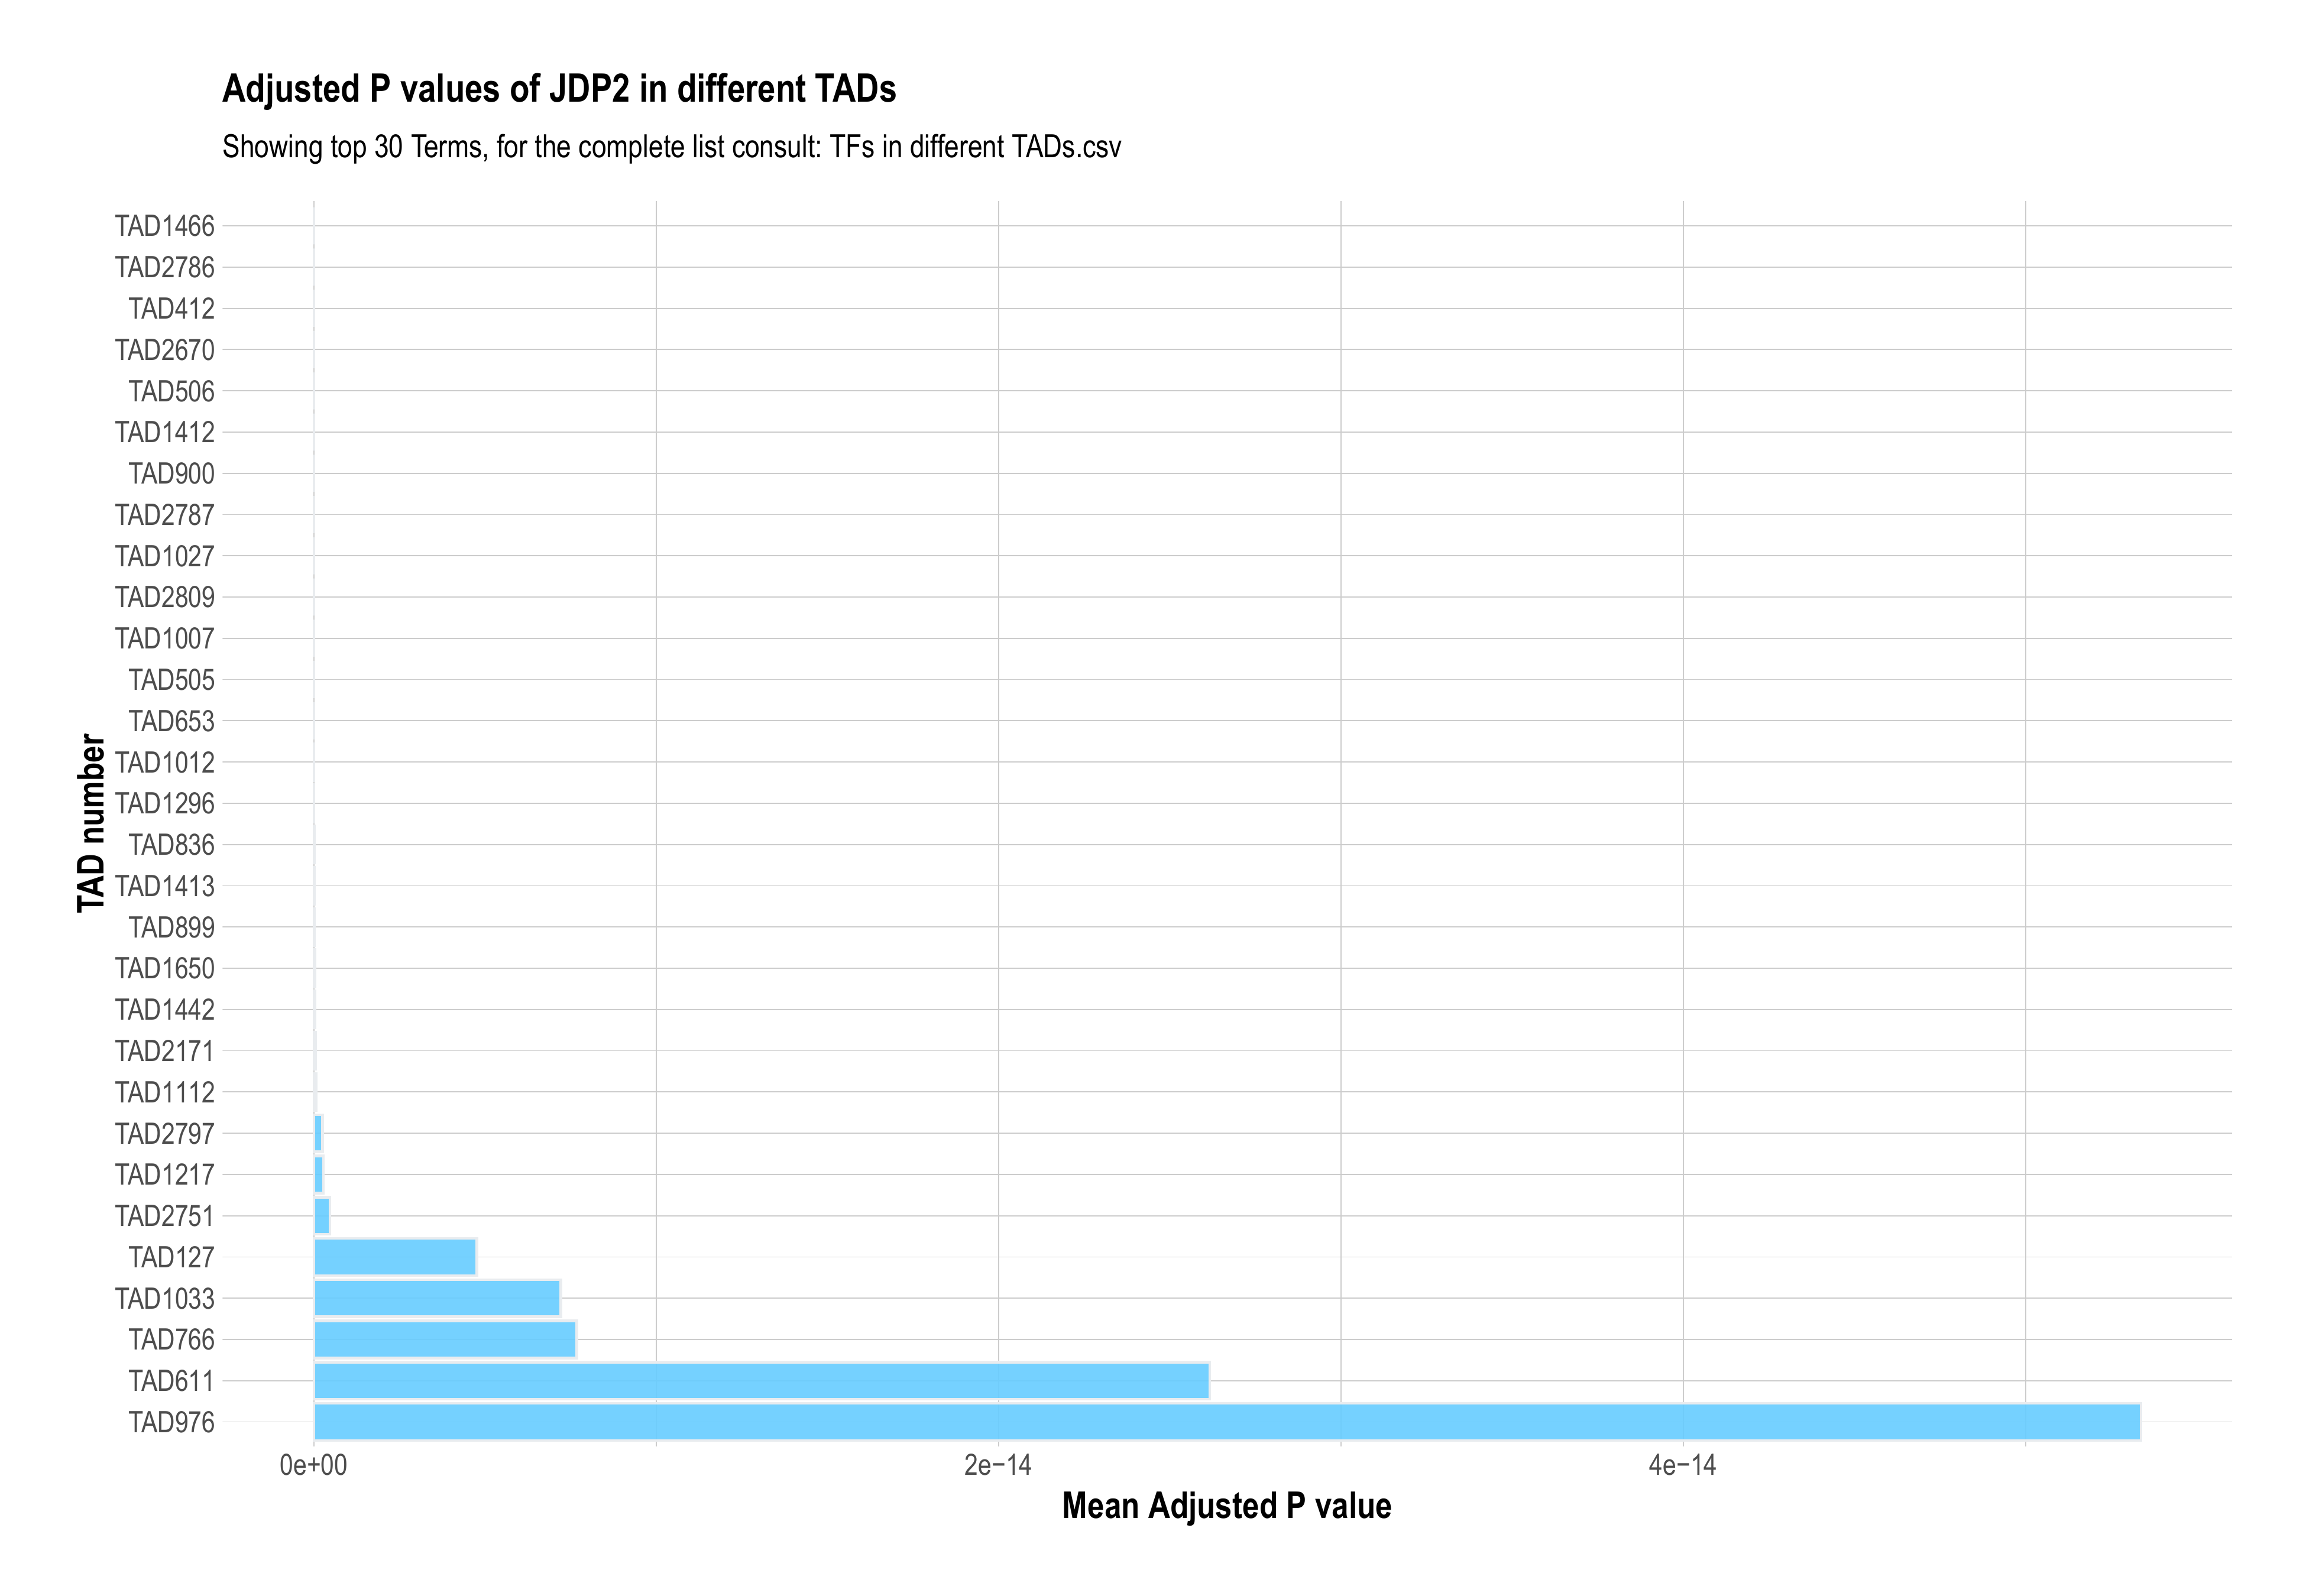 Adjusted P values of JDP2 in different TADs
Showing top 30 Terms, for the complete list consult: TFs in different TADs.csv
TAD number
TAD1466
TAD2786
TAD412
TAD2670
TAD506
TAD1412
TAD900
TAD2787
TAD1027
TAD2809
TAD1007
TAD505
TAD653
TAD1012
TAD1296
TAD836
TAD1413
TAD899
TAD1650
TAD1442
TAD2171
TAD1112
TAD2797
TAD1217
TAD2751
TAD127
TAD1033
TAD766
TAD611
TAD976
0e+00 2e−14 4e−14
Mean Adjusted P value